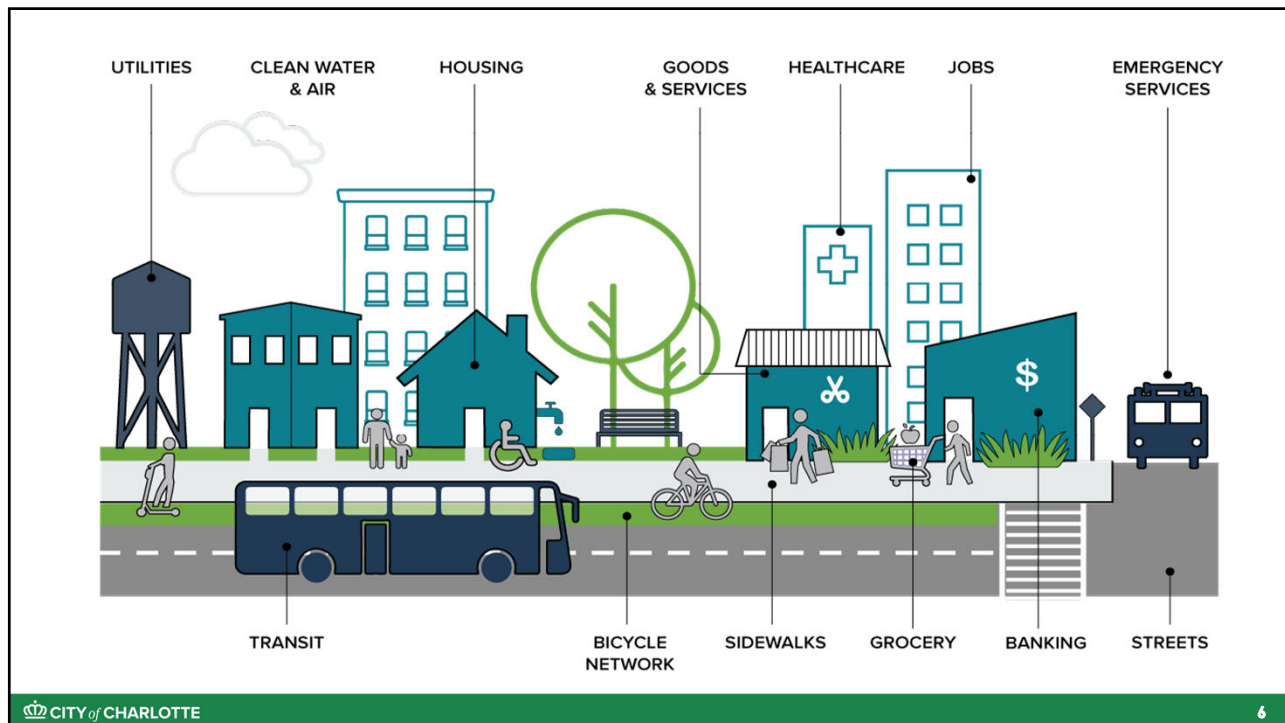 UTILITIES
CLEAN WATER
& AIR
HOUSING
GOODS
& SERVICES
HEALTHCARE
JOBS
EMERGENCY
SERVICES
$
TRANSIT
BICYCLE
NETWORK
SIDEWALKS
GROCERY
BANKING
STREETS
CITY of CHARLOTTE
6